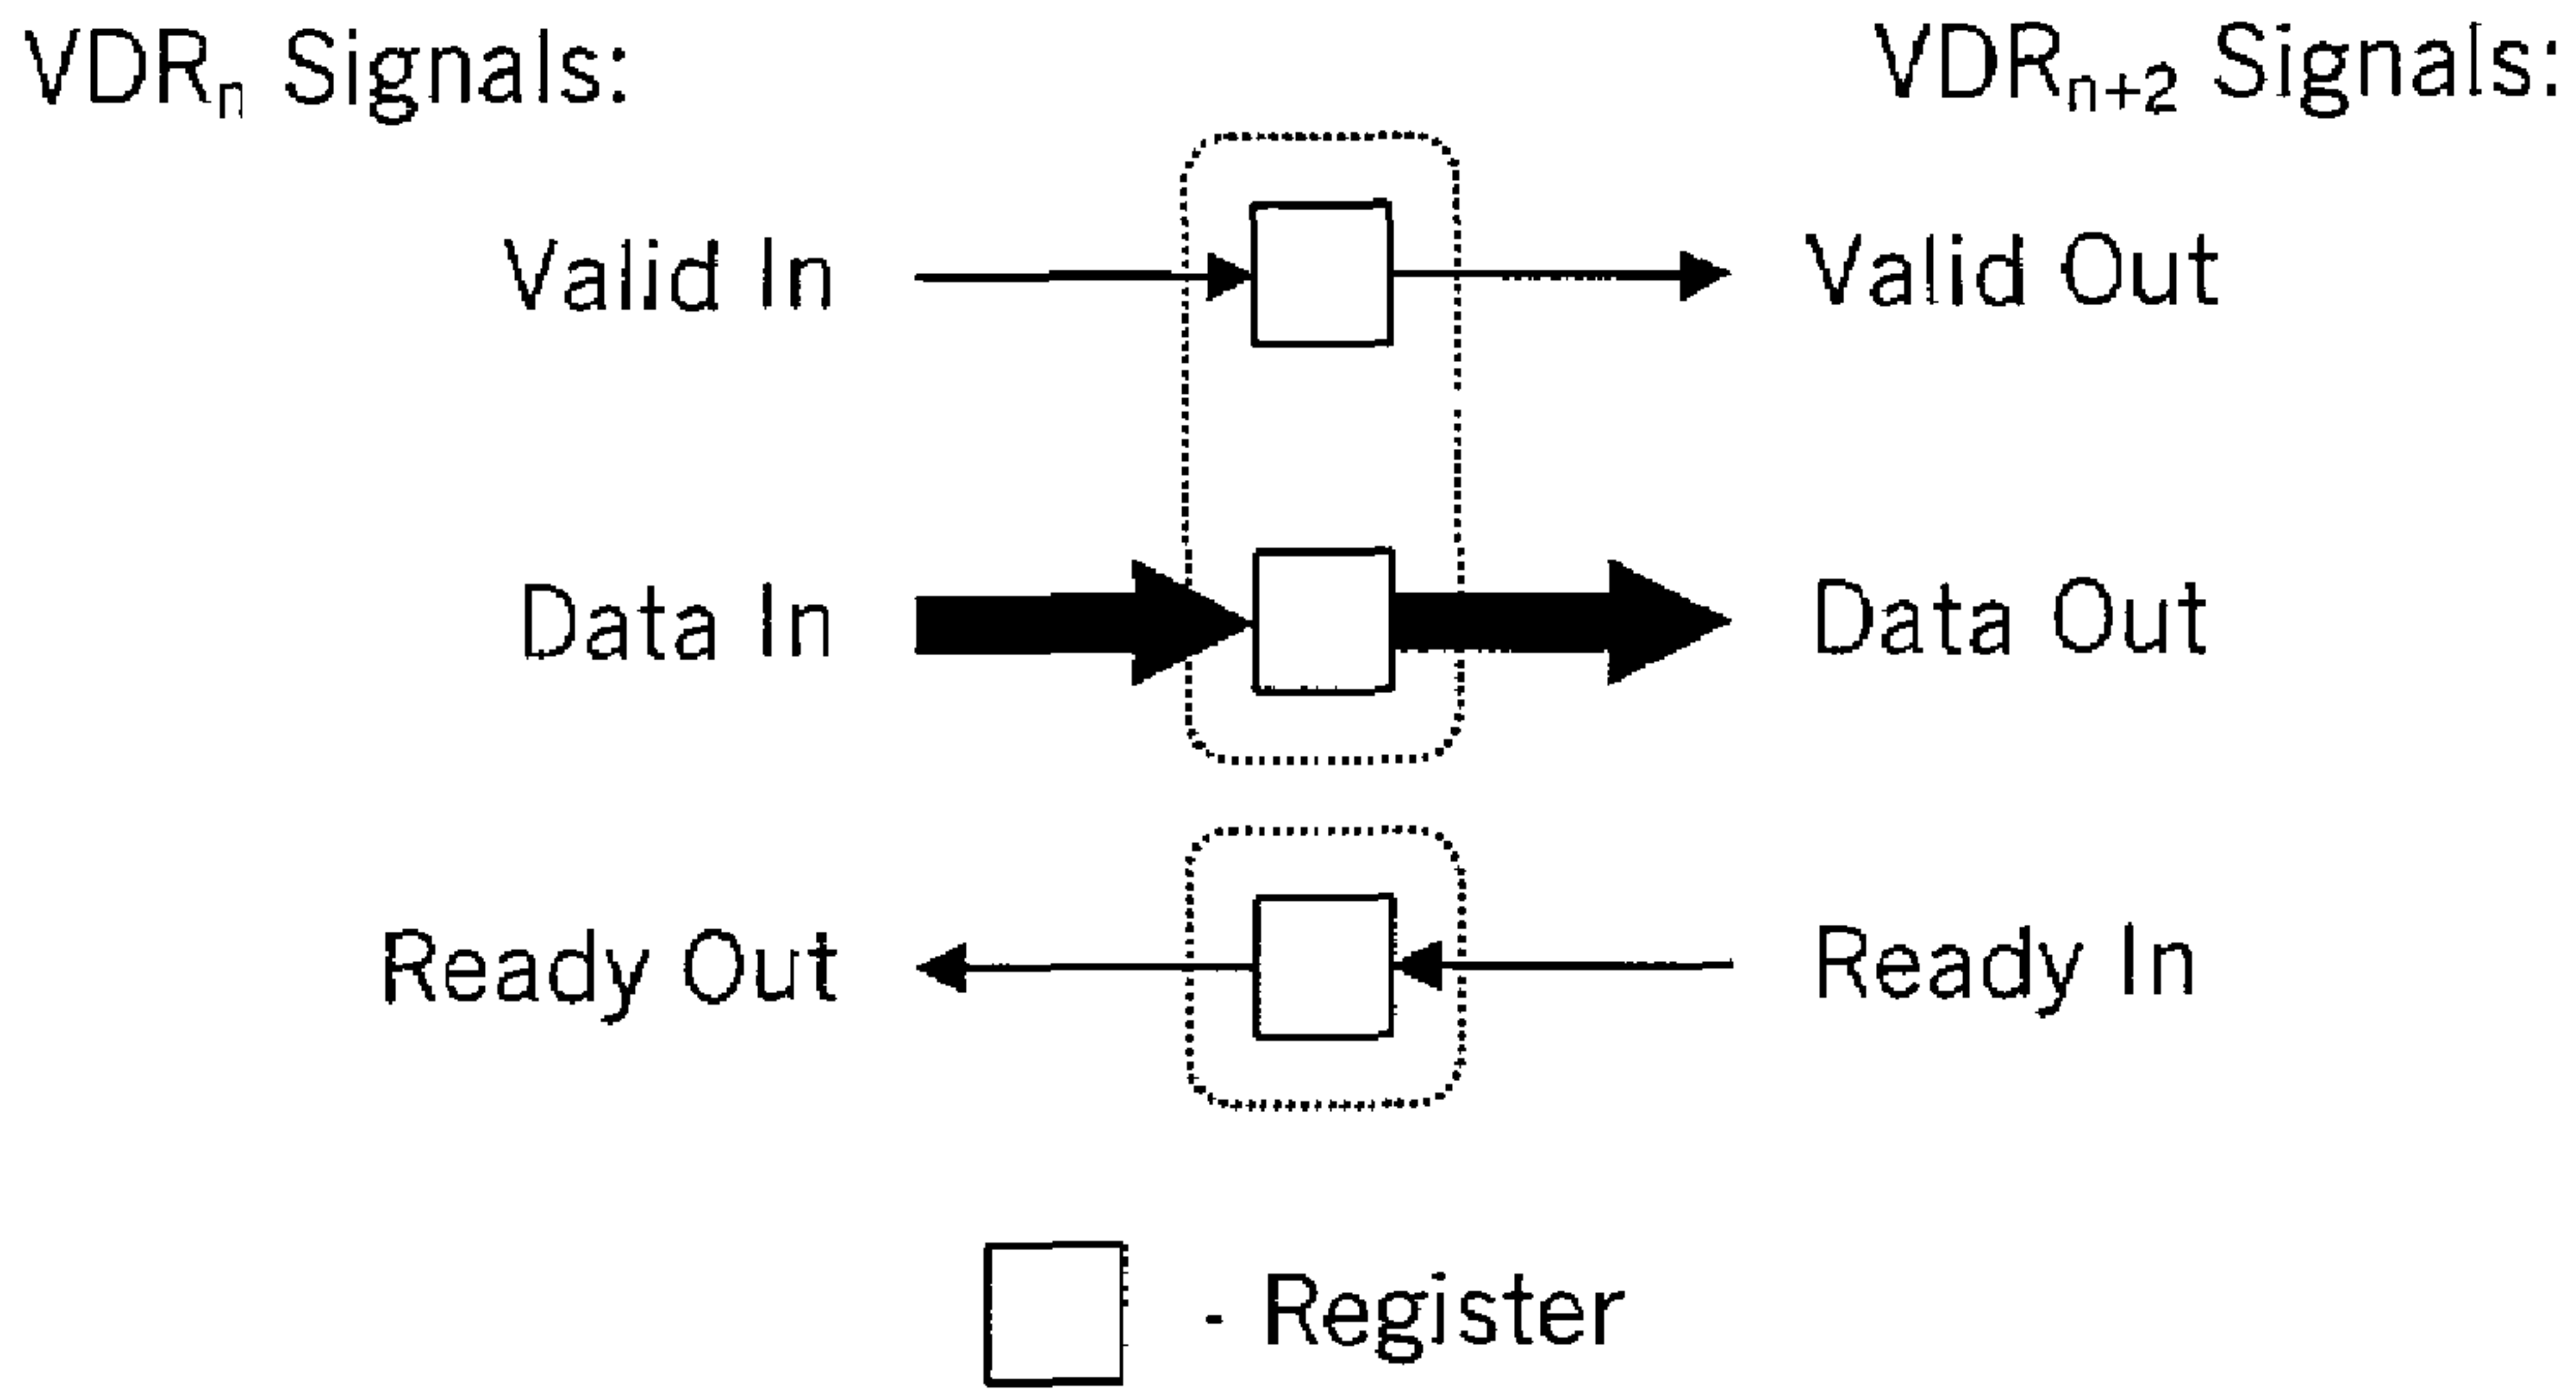 VDRn Signals:
VDRn+2 Signals:
Valid In
Valid Out
Data In
Data Out
Ready Out
Ready In
- Register